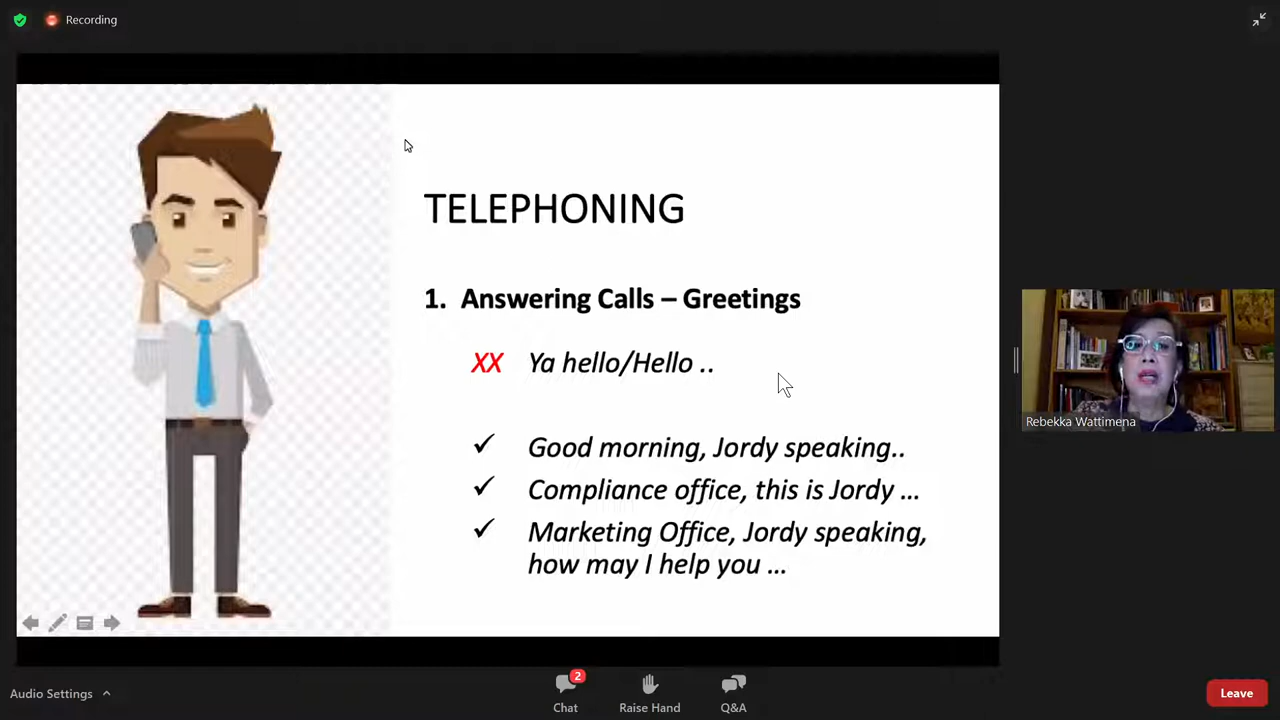 Recording
TELEPHONING
1. Answering Calls – Greetings
XX Ya hello/Hello ..
✓ Good morning, Jordy speaking..
✓ Compliance office, this is Jordy ...
✓ Marketing Office, Jordy speaking,
how may I help you ...
Rebekka Wattimena
Audio Settings
2
Chat
Raise Hand
Q&A
Leave